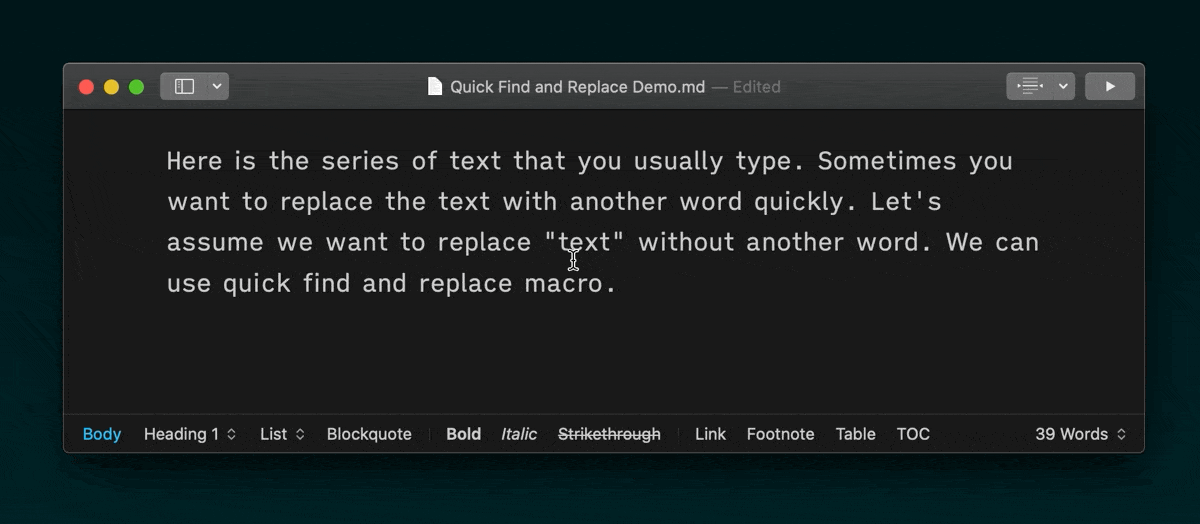 Quick Find and Replace Demo.md — Edited
Here is the series of text that you usually type. Sometimes you
want to replace the text with another word quickly. Let's
assume we want to replace "text" without another word. We can
use quick find and replace macro.
Body Heading 1 List Blockquote Bold Italic Strikethrough Link Footnote Table TOC 39 Words